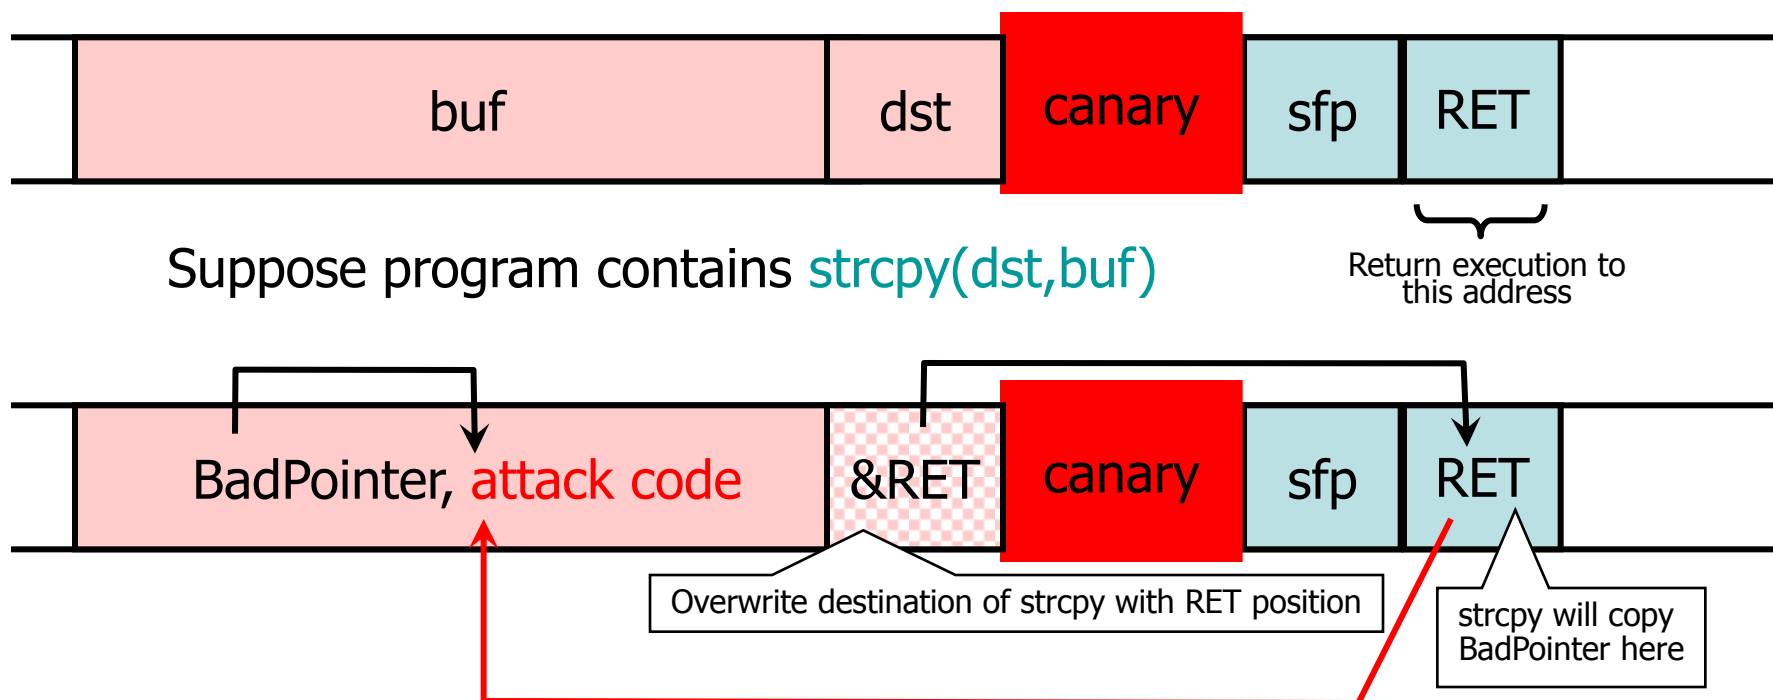 buf dst canary sfp RET
Suppose program contains strcpy(dst,buf)
Return execution to
this address
BadPointer, attack code &RET canary sfp RET
Overwrite destination of strcpy with RET position
strcpy will copy
BadPointer here